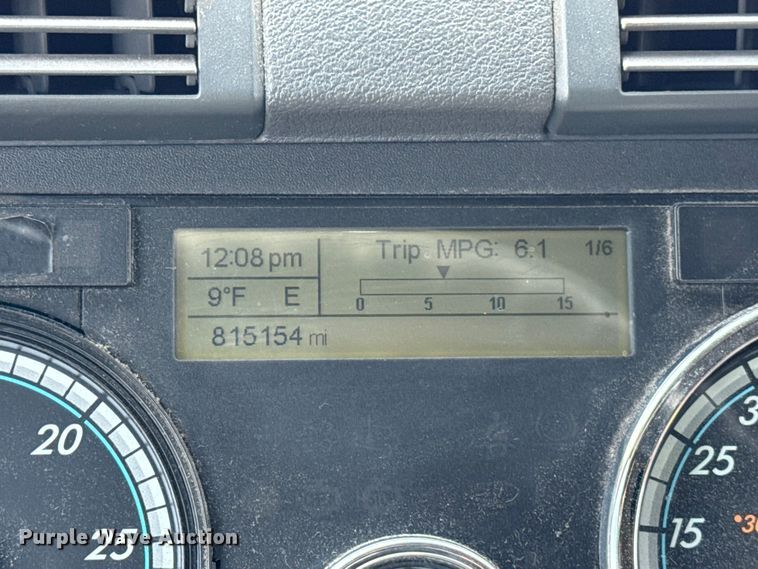 12:08 pm
Trip MPG: 6.1 1/6
9°F E
0 5 10 15
815154 mi
20
25
25
15
Purple Wave Auction